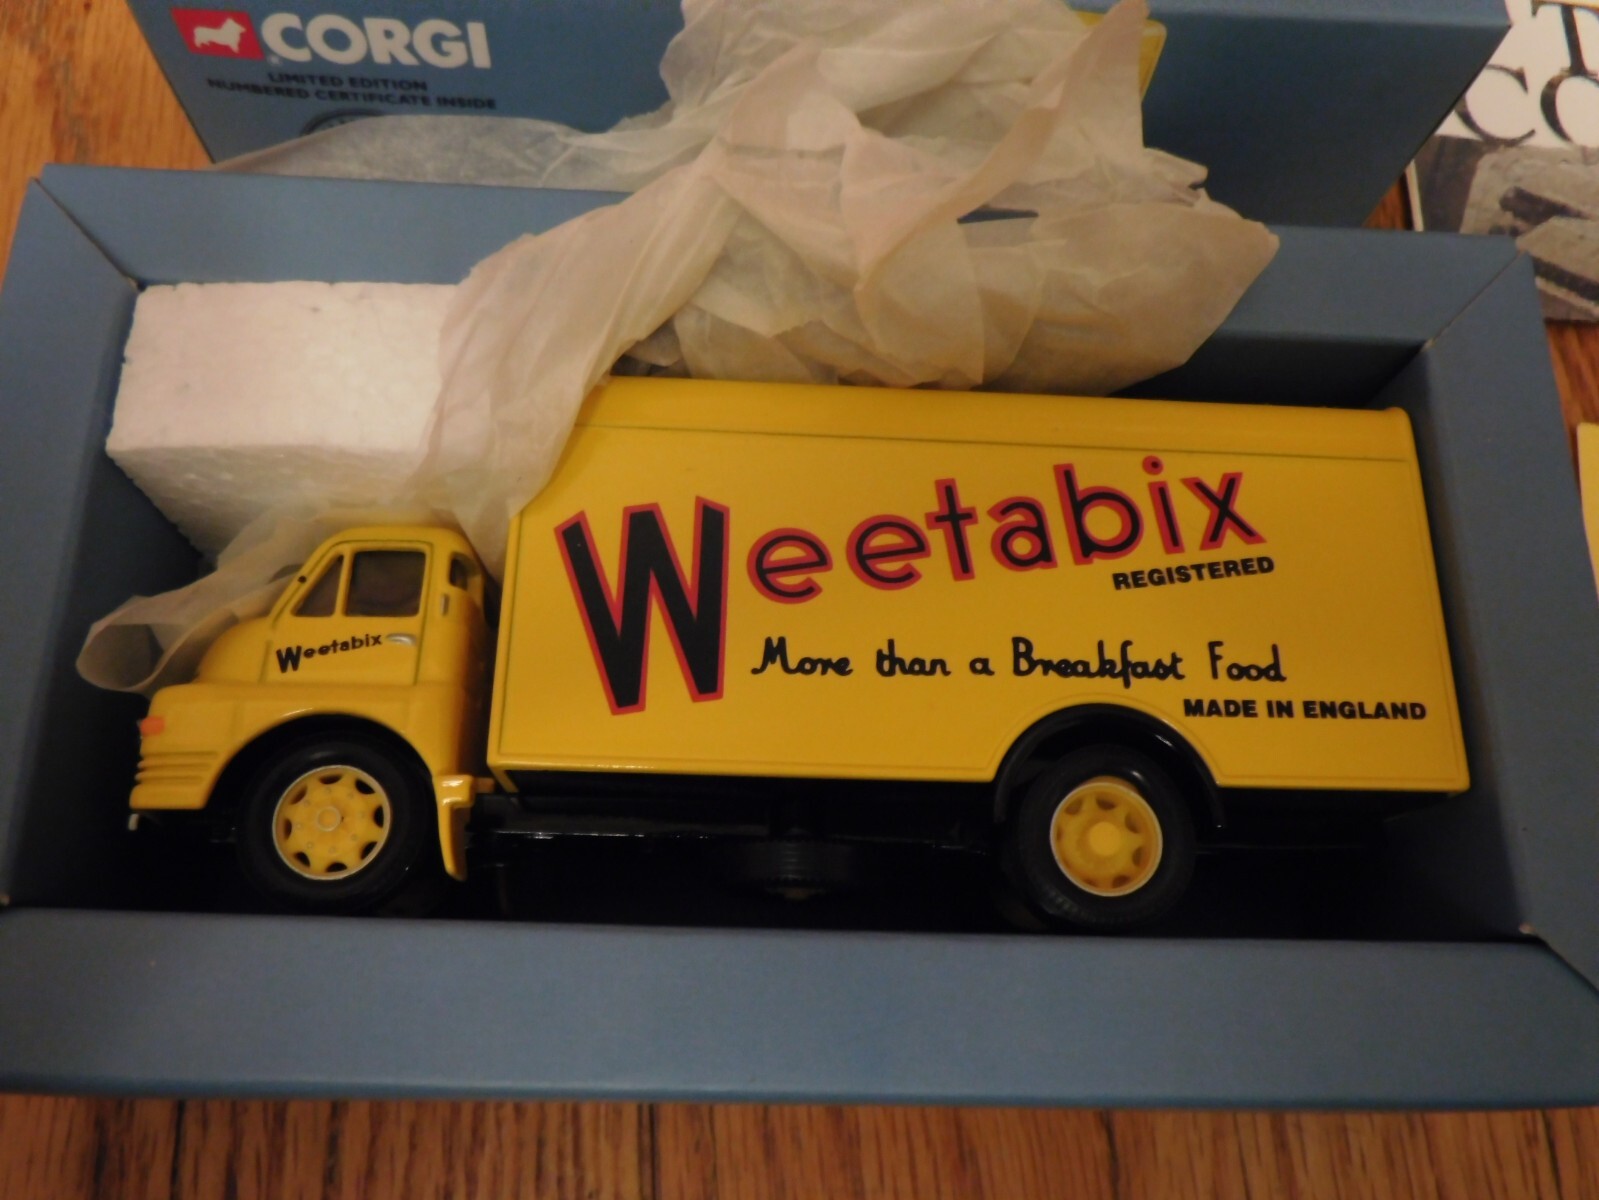 CORGI
LIMITED EDITION
NUMBERED CERTIFICATE INSIDE
Weetabix
REGISTERED
More than a Breakfast Food
MADE IN ENGLAND
Weetabix